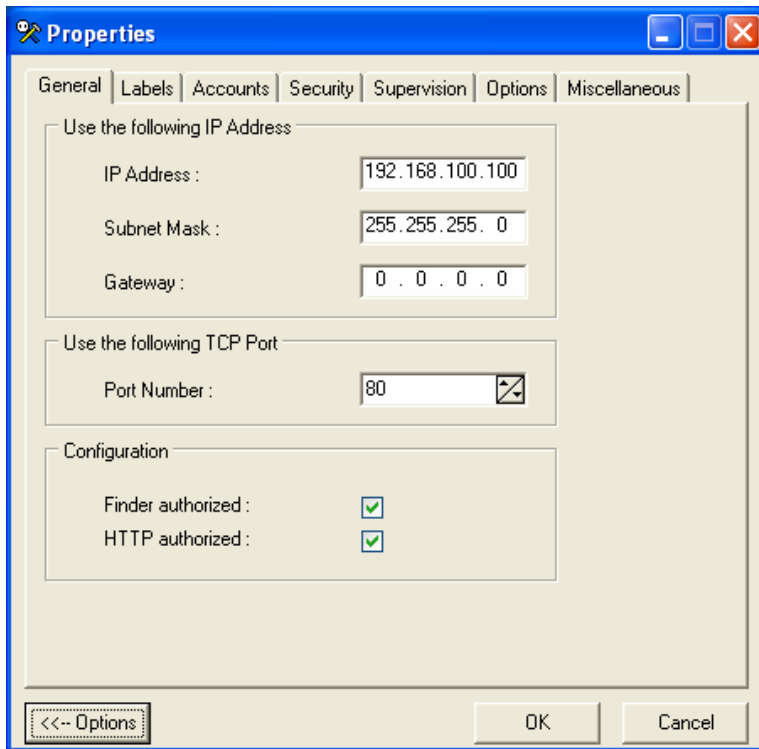 Properties
General Labels Accounts Security Supervision Options Miscellaneous
Use the following IP Address
IP Address : 192.168.100.100
Subnet Mask : 255.255.255. 0
Gateway : 0 . 0 . 0 . 0
Use the following TCP Port
Port Number : 80
Configuration
Finder authorized :
HTTP authorized :
<<-- Options OK Cancel